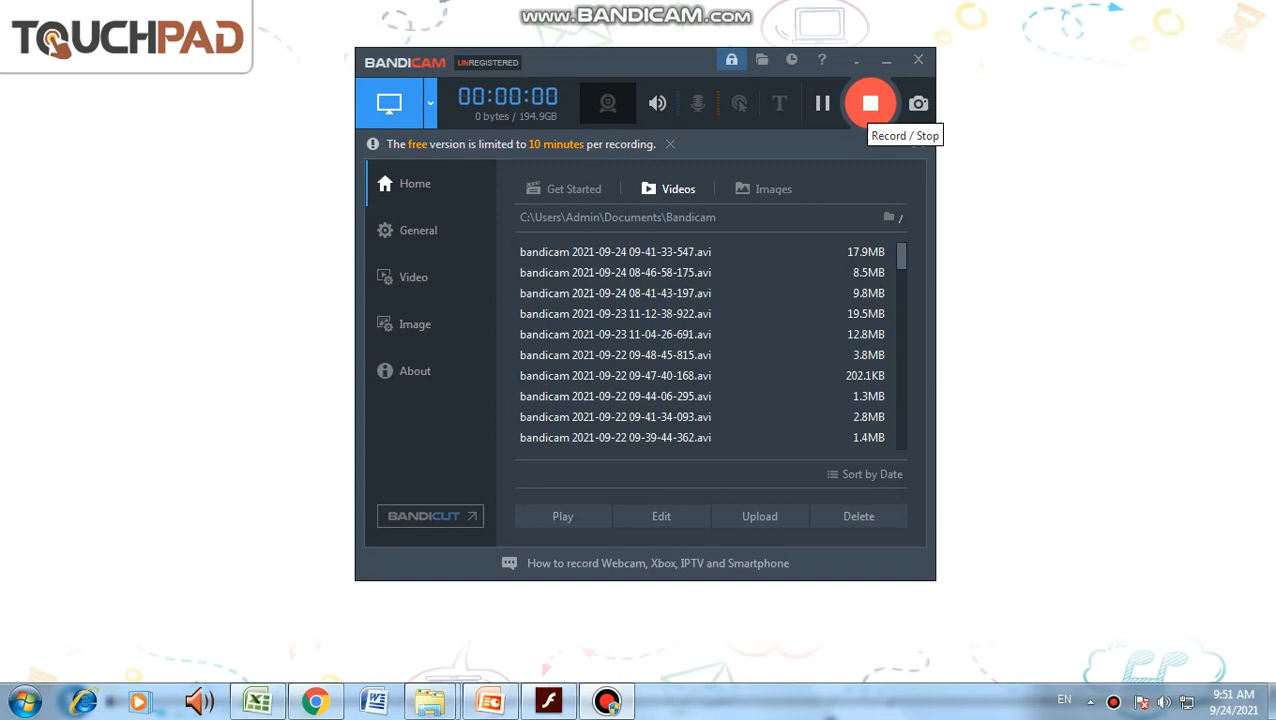 TOUCHPAD
www.BANDICAM.com
BANDICAM UNREGISTERED
00:00:00
0 bytes / 194.9GB
Record / Stop
The free version is limited to 10 minutes per recording.
Home
General
Video
Image
About
BANDICUT
Get Started
Videos
Images
C:\Users\Admin\Documents\Bandicam
bandicam 2021-09-24 09-41-33-547.avi 17.9MB
bandicam 2021-09-24 08-46-58-175.avi 8.5MB
bandicam 2021-09-24 08-41-43-197.avi 9.8MB
bandicam 2021-09-23 11-12-38-922.avi 19.5MB
bandicam 2021-09-23 11-04-26-691.avi 12.8MB
bandicam 2021-09-22 09-48-45-815.avi 3.8MB
bandicam 2021-09-22 09-47-40-168.avi 202.1KB
bandicam 2021-09-22 09-44-06-295.avi 1.3MB
bandicam 2021-09-22 09-41-34-093.avi 2.8MB
bandicam 2021-09-22 09-39-44-362.avi 1.4MB
Sort by Date
Play Edit Upload Delete
How to record Webcam, Xbox, IPTV and Smartphone
EN
9:51 AM
9/24/2021